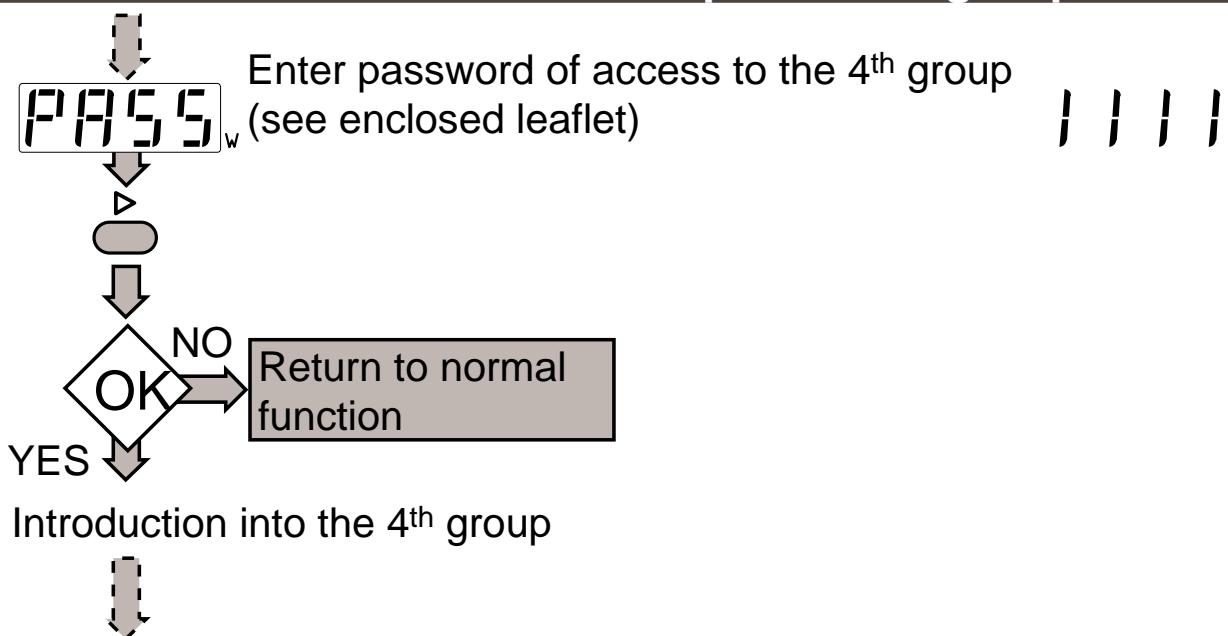 Enter password of access to the 4th group
PASS W (see enclosed leaflet) 1111
NO
OK
Return to normal
function
YES
Introduction into the 4th group